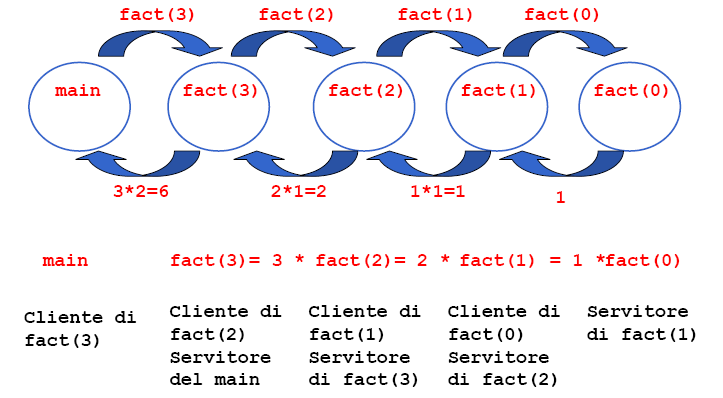 fact(3) fact(2) fact(1) fact(0)
main fact(3) fact(2) fact(1) fact(0)
3*2=6 2*1=2 1*1=1 1
main fact(3)= 3 * fact(2)= 2 * fact(1) = 1 *fact(0)
Cliente di
fact(3)
Cliente di
fact(2)
Servitore
del main
Cliente di
fact(1)
Servitore
di fact(3)
Cliente di
fact(0)
Servitore
di fact(2)
Servitore
di fact(1)